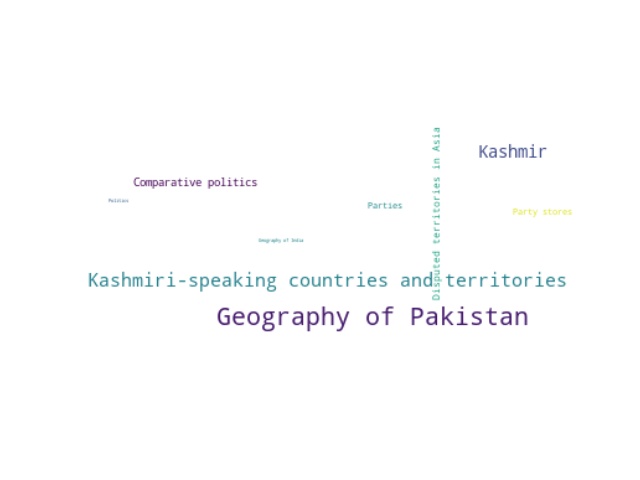 Disputed territories in Asia
Kashmir
Comparative politics
Politics
Parties
Party stores
Geography of India
Kashmiri-speaking countries and territories
Geography of Pakistan